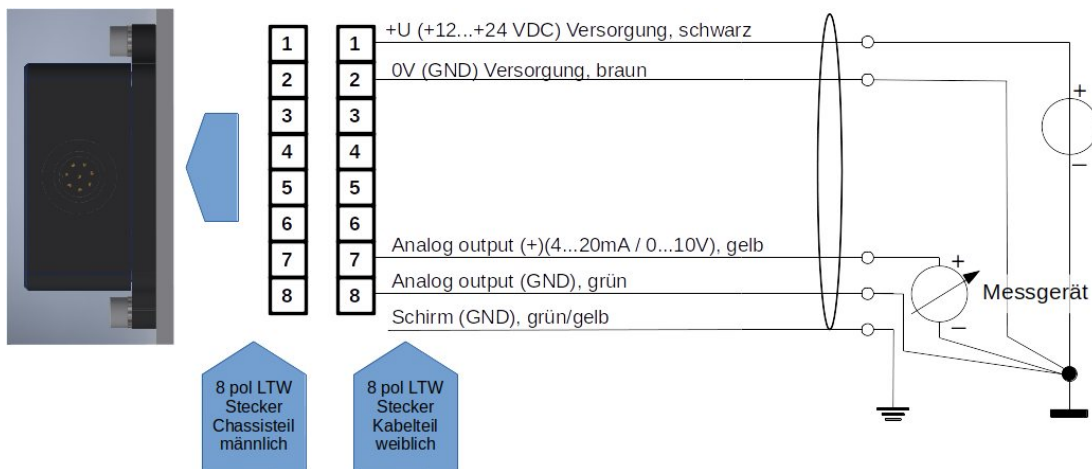 +U (+12...+24 VDC) Versorgung, schwarz
1 1
0V (GND) Versorgung, braun
2 2
3 3
4 4
5 5
6 6
Analog output (+)(4...20mA / 0...10V), gelb
7 7
Analog output (GND), grün
8 8
Schirm (GND), grün/gelb
+
−
+
Messgerät
−
8 pol LTW
Stecker
Chassisteil
männlich
8 pol LTW
Stecker
Kabelteil
weiblich